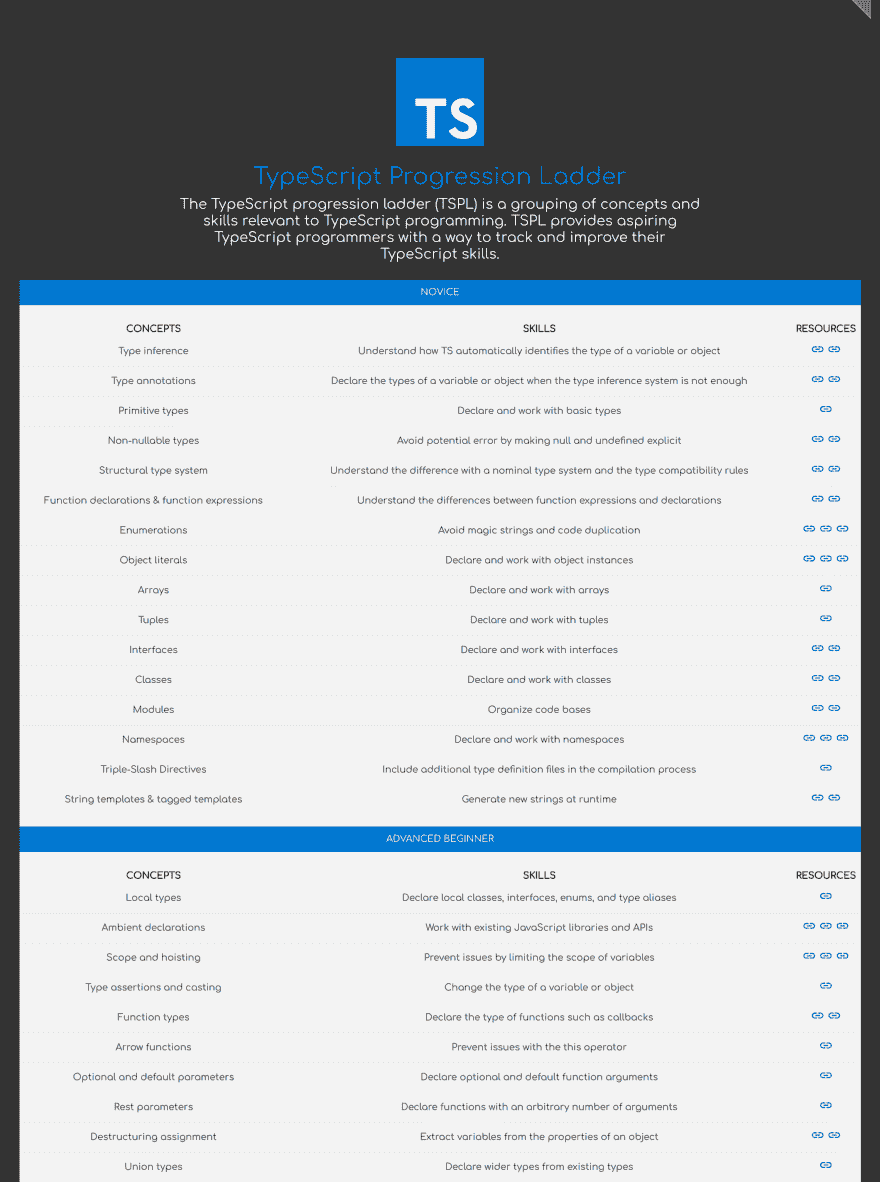 TS
TypeScript Progression Ladder
The TypeScript progression ladder (TSPL) is a grouping of concepts and
skills relevant to TypeScript programming. TSPL provides aspiring
TypeScript programmers with a way to track and improve their
TypeScript skills.
NOVICE
CONCEPTS SKILLS RESOURCES
Type inference Understand how TS automatically identifies the type of a variable or object
Type annotations Declare the types of a variable or object when the type inference system is not enough
Primitive types Declare and work with basic types
Non-nullable types Avoid potential error by making null and undefined explicit
Structural type system Understand the difference with a nominal type system and the type compatibility rules
Function declarations & function expressions Understand the differences between function expressions and declarations
Enumerations Avoid magic strings and code duplication
Object literals Declare and work with object instances
Arrays Declare and work with arrays
Tuples Declare and work with tuples
Interfaces Declare and work with interfaces
Classes Declare and work with classes
Modules Organize code bases
Namespaces Declare and work with namespaces
Triple-Slash Directives Include additional type definition files in the compilation process
String templates & tagged templates Generate new strings at runtime
ADVANCED BEGINNER
CONCEPTS SKILLS RESOURCES
Local types Declare local classes, interfaces, enums, and type aliases
Ambient declarations Work with existing JavaScript libraries and APIs
Scope and hoisting Prevent issues by limiting the scope of variables
Type assertions and casting Change the type of a variable or object
Function types Declare the type of functions such as callbacks
Arrow functions Prevent issues with the this operator
Optional and default parameters Declare optional and default function arguments
Rest parameters Declare functions with an arbitrary number of arguments
Destructuring assignment Extract variables from the properties of an object
Union types Declare wider types from existing types